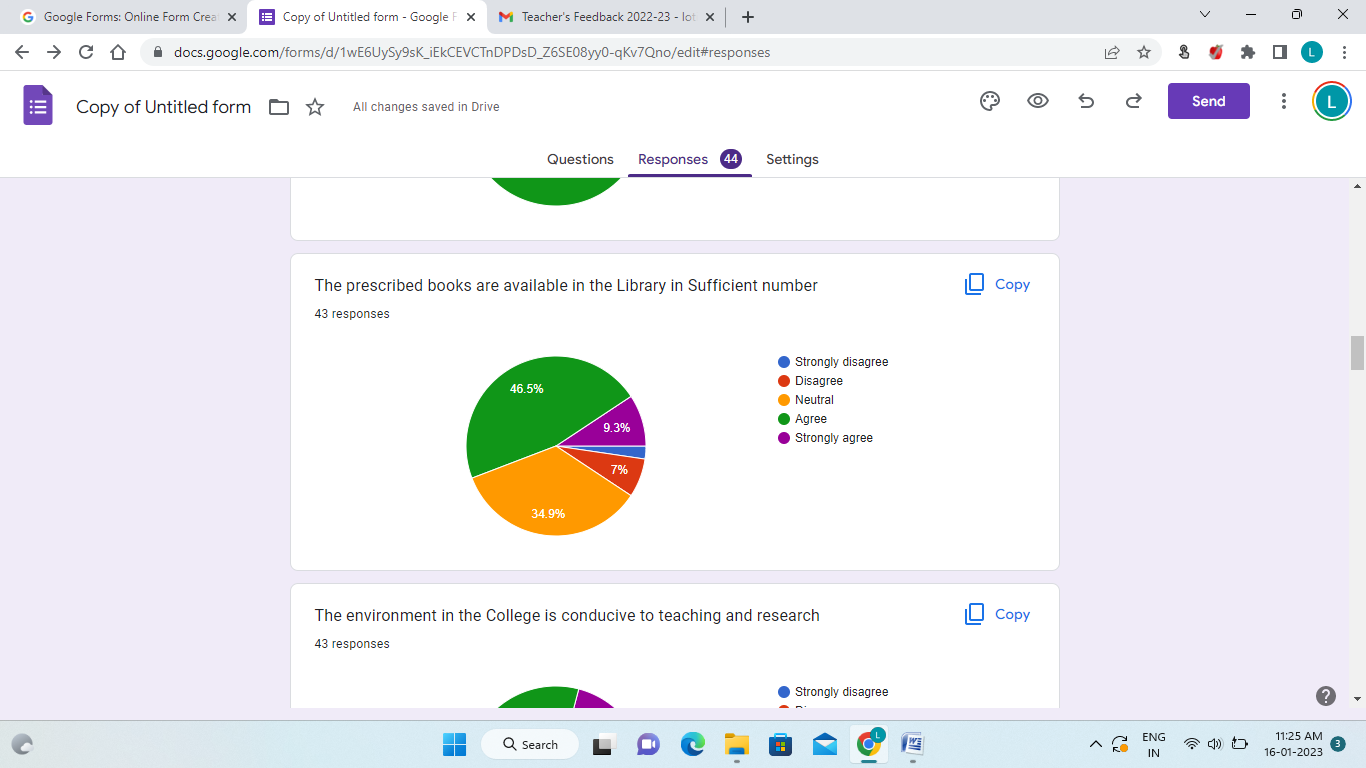 Google Forms: Online Form Crea
Copy of Untitled form - Google F
Teacher's Feedback 2022-23 - iot
docs.google.com/forms/d/1wE6UySy9sK_iEkCEVCTnDPDsD_Z6SE08yy0-qKv7Qno/edit#responses
L
Copy of Untitled form
All changes saved in Drive
Send
L
Questions
Responses 44
Settings
The prescribed books are available in the Library in Sufficient number
Copy
43 responses
46.5%
9.3%
7%
34.9%
Strongly disagree
Disagree
Neutral
Agree
Strongly agree
The environment in the College is conducive to teaching and research
Copy
43 responses
Strongly disagree
Search
L
ENG
IN
11:25 AM
16-01-2023
3